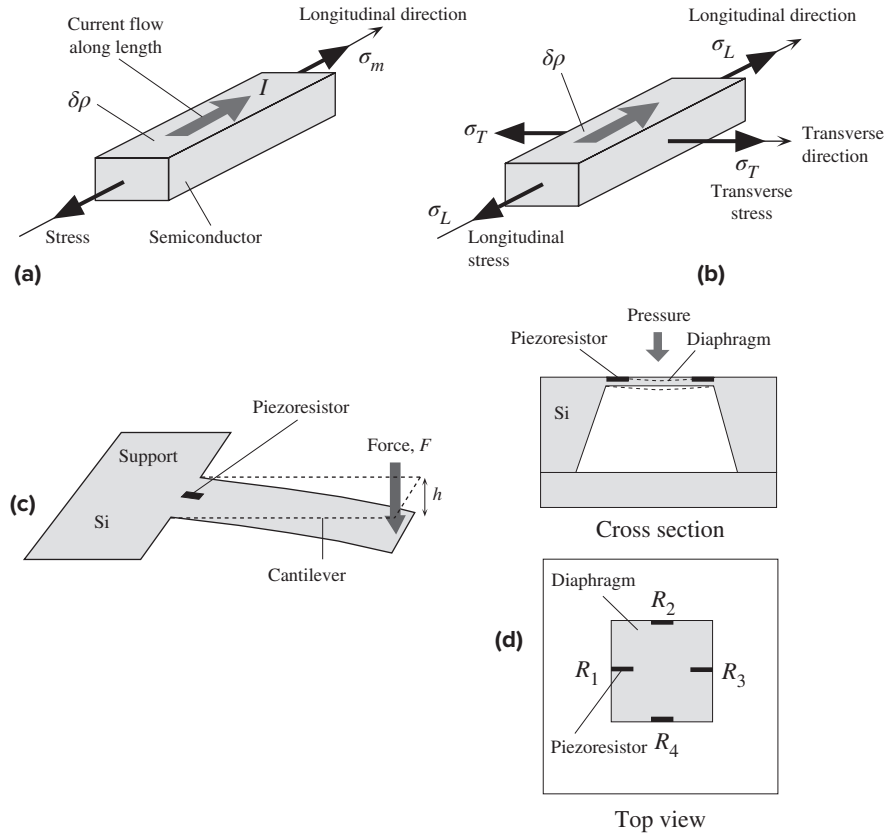 Longitudinal direction
Current flow
along length
σm
I
δρ
Stress
Semiconductor
(a)
Longitudinal direction
σL
δρ
σT
Transverse
direction
σT
Transverse
stress
σL
Longitudinal
stress
(b)
Piezoresistor
Support
Force, F
h
Si
Cantilever
(c)
Pressure
Piezoresistor
Diaphragm
Si
Cross section
Diaphragm
R2
(d)
R1
R3
Piezoresistor
R4
Top view